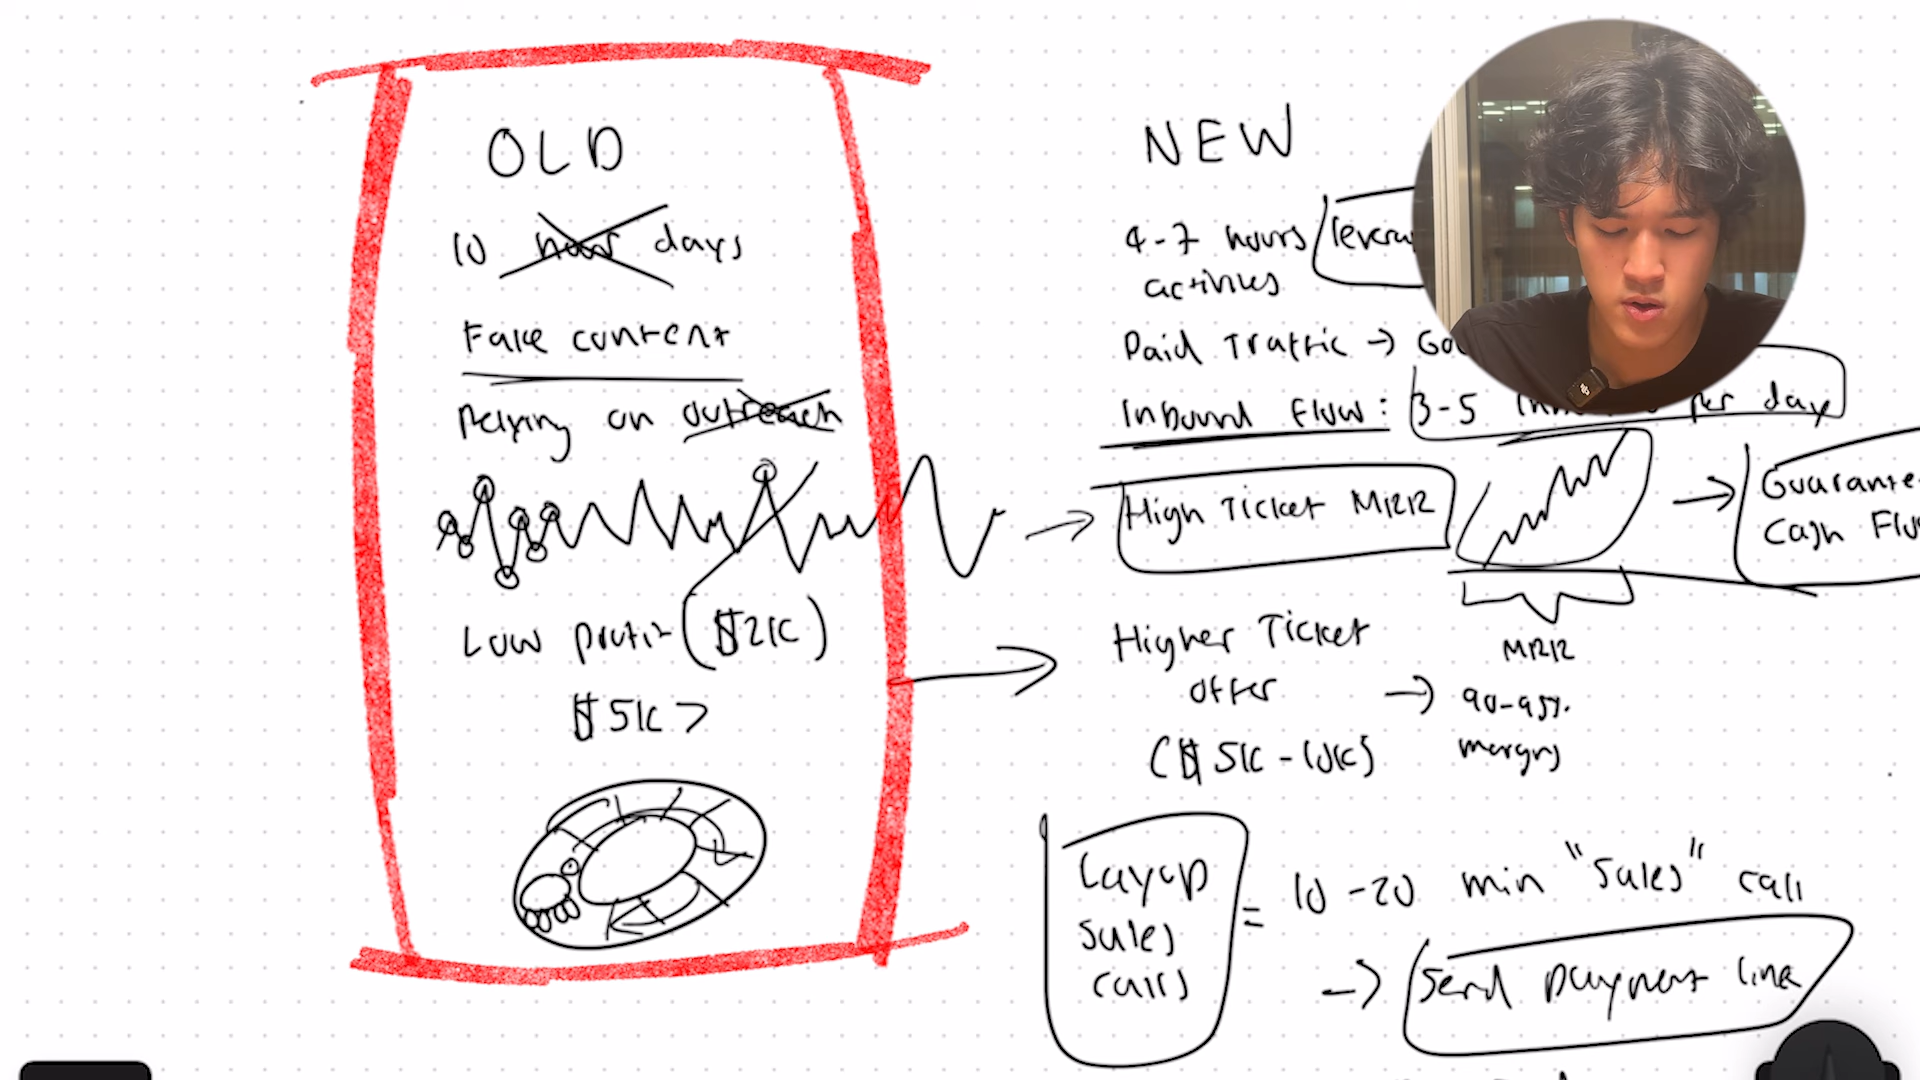 OLD
10 hour days
Fake content
Relying on outreach
Low profit ($2K)
$5K >
NEW
4-7 hours
activities
Paid Traffic →
Inbound Flow: 3-5 per day
→ High Ticket MRR →
Cash
MRR
Higher Ticket
offer → 90-95%
margins
($5K - 10K)
Layup
sales
calls
= 10-20 min "Sales" call
→ Send payment link